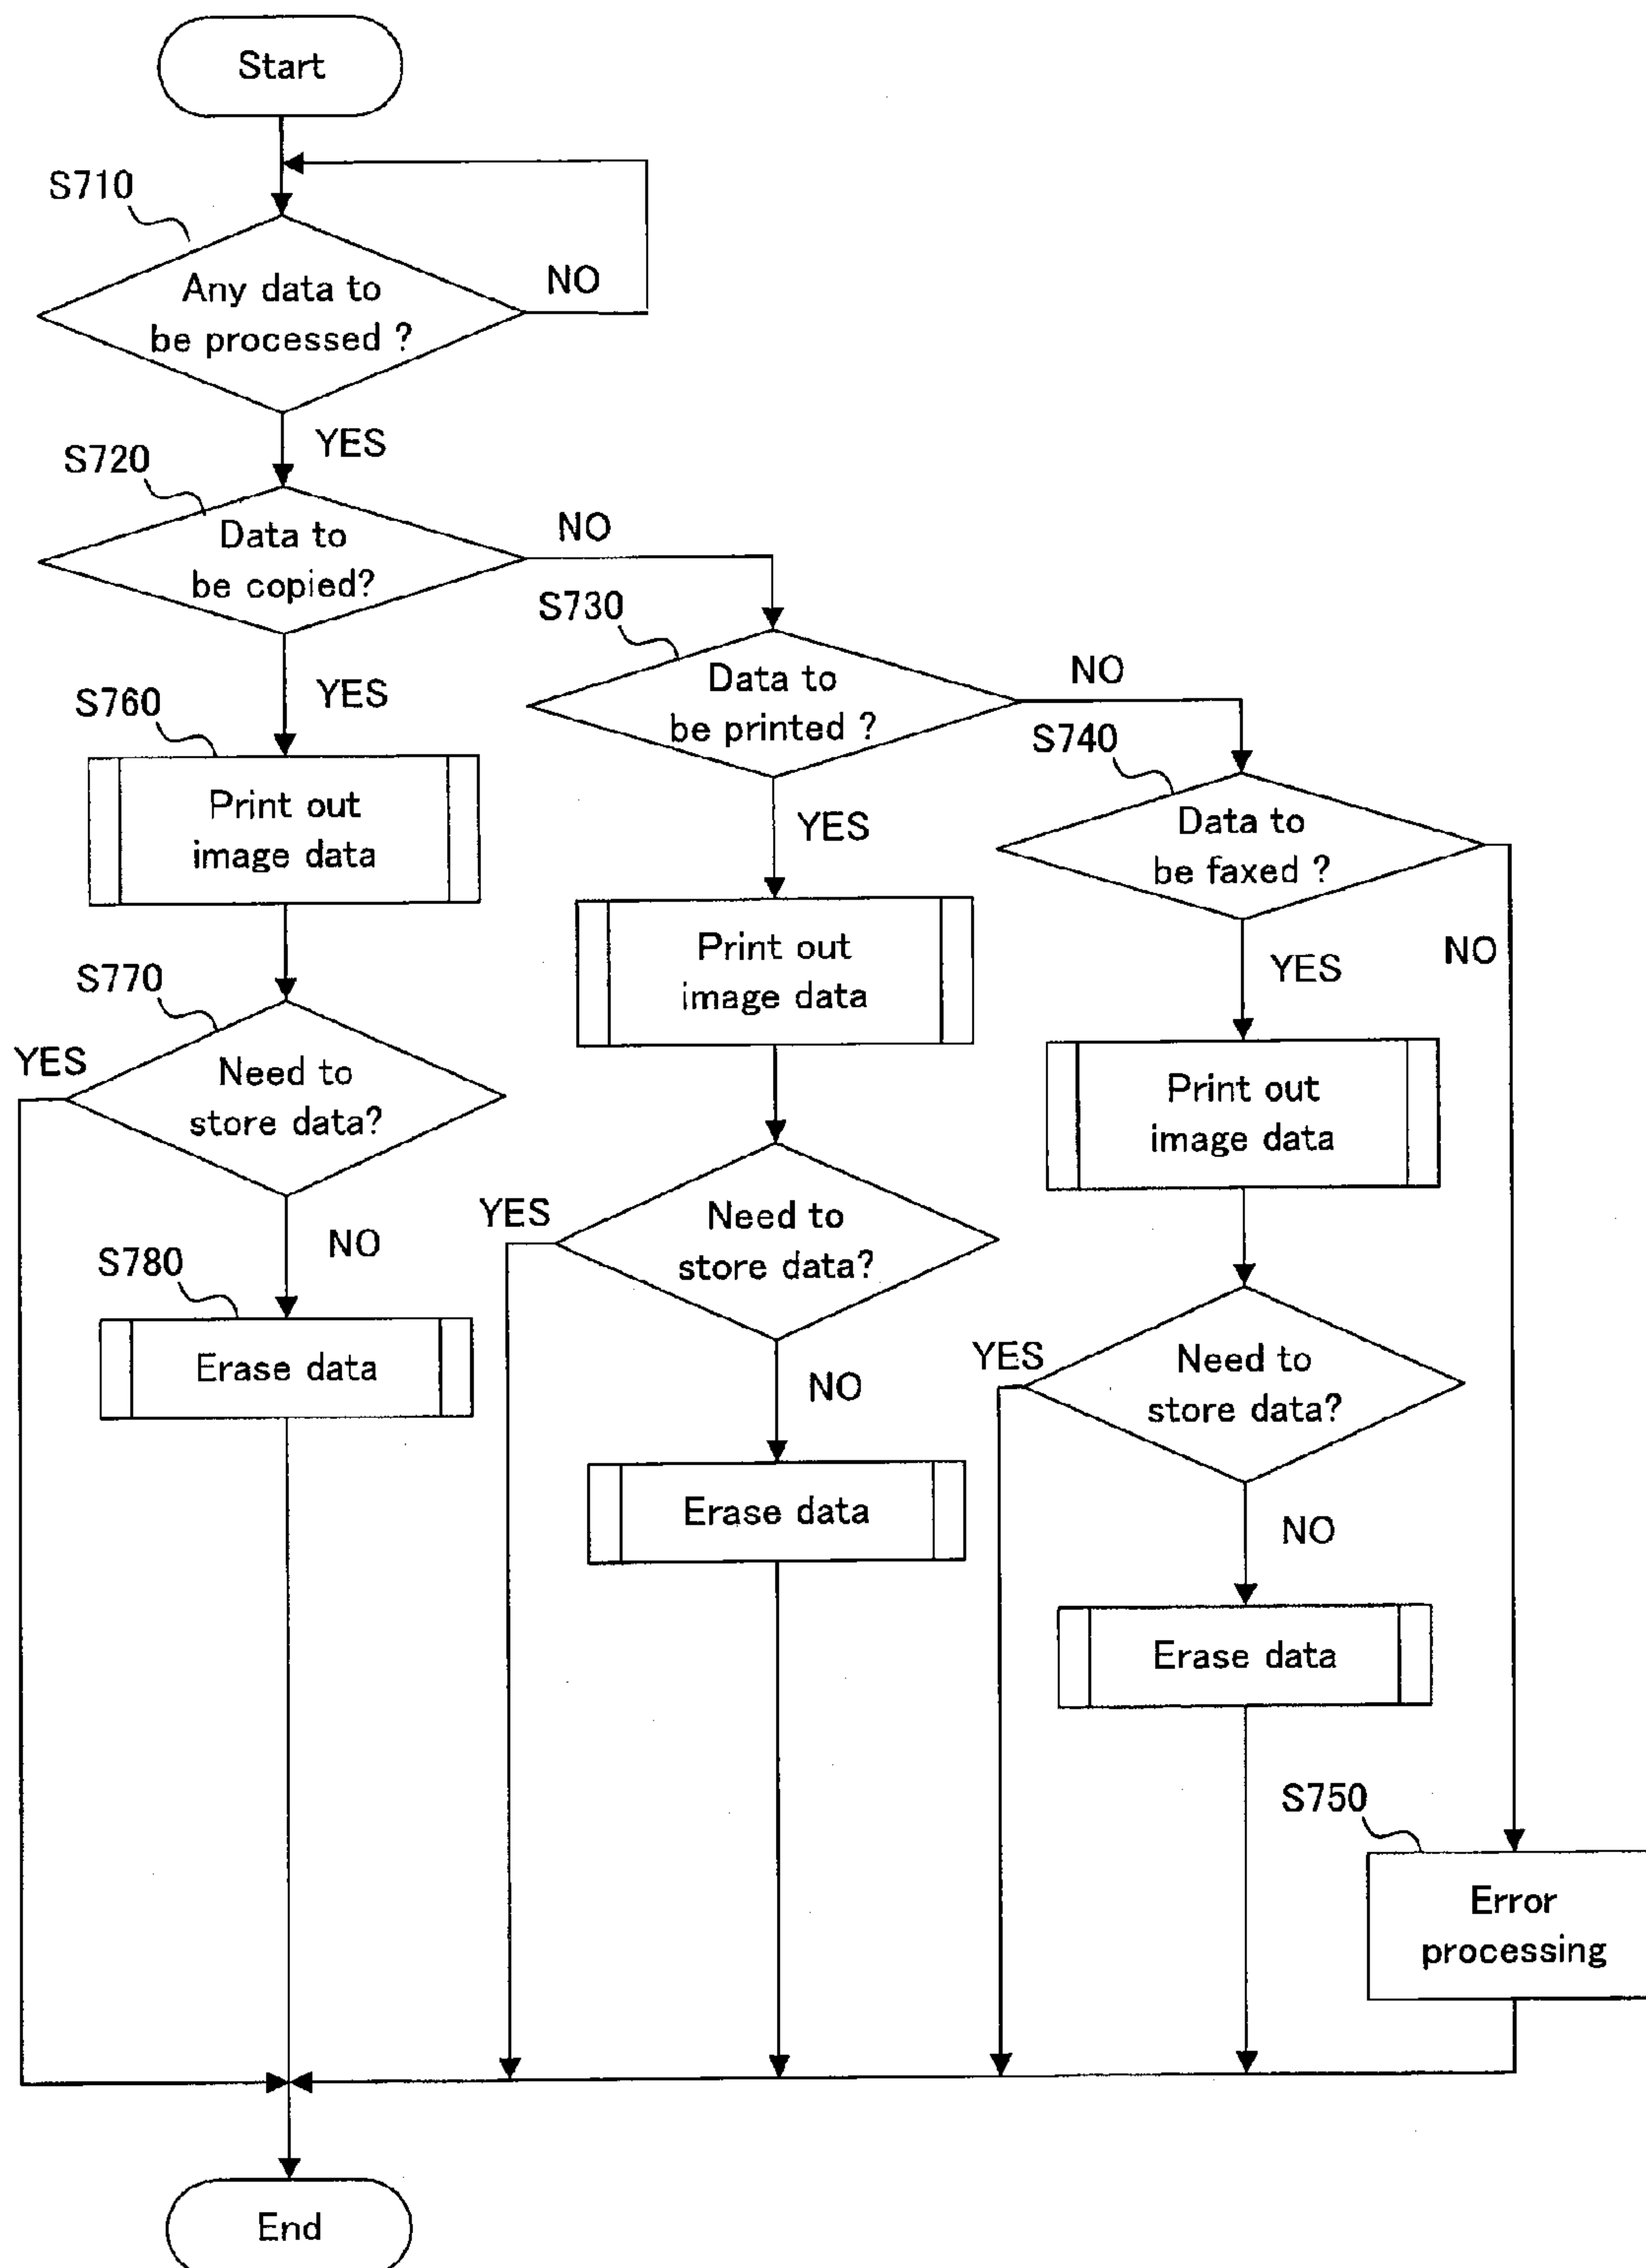 Start
S710
Any data to
be processed ?
NO
YES
S720
Data to
be copied?
NO
YES
S730
Data to
be printed ?
NO
YES
S740
Data to
be faxed ?
NO
YES
S760
Print out
image data
S770
Need to
store data?
YES
NO
S780
Erase data
Print out
image data
Need to
store data?
YES
NO
Erase data
Print out
image data
Need to
store data?
YES
NO
Erase data
S750
Error
processing
End